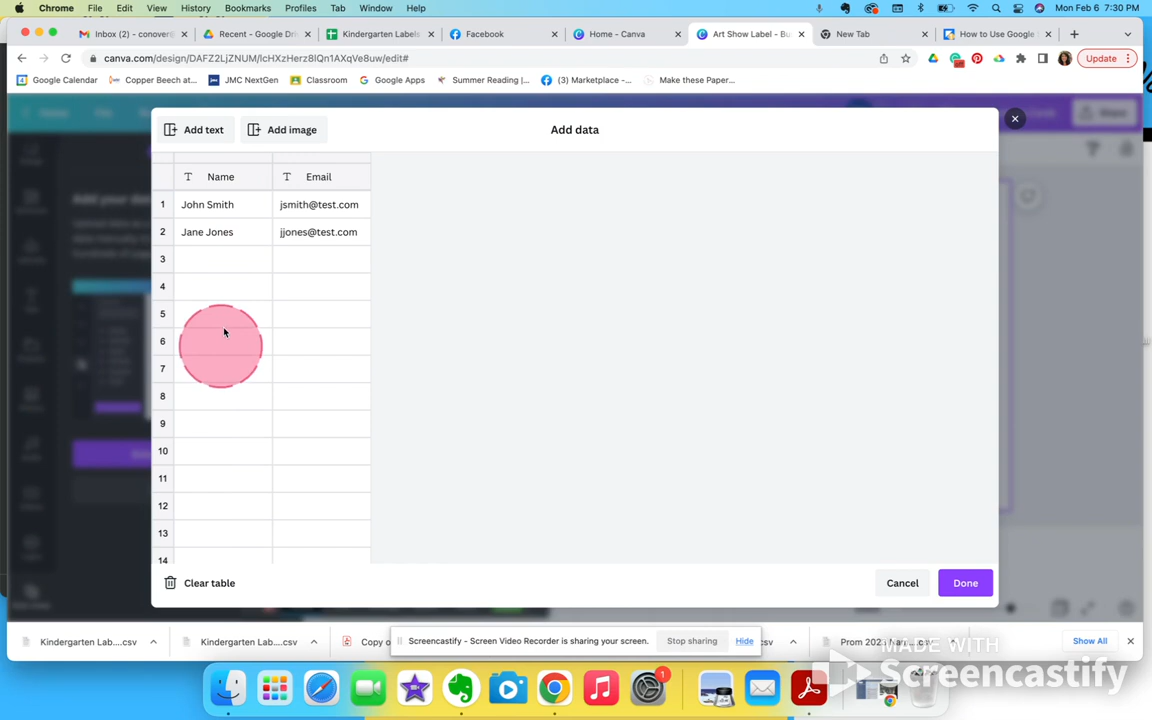 Chrome File Edit View History Bookmarks Profiles Tab Window Help Mon Feb 6 7:30 PM
Inbox (2) - conoverl Recent - Google Dri Kindergarten Labels Facebook Home - Canva Art Show Label - Bu New Tab How to Use Google S
canva.com/design/DAFZ2LjZNUM/lcHXzHerz8lQn1AXqVe8uw/edit# Update
Google Calendar Copper Beech at... JMC NextGen Classroom Google Apps Summer Reading |... (3) Marketplace -... Make these Paper...
Add text Add image Add data
Name Email
1 John Smith jsmith@test.com
2 Jane Jones jjones@test.com
3
4
5
6
7
8
9
10
11
12
13
14
Clear table Cancel Done
Kindergarten Lab....csv Kindergarten Lab....csv Screencastify - Screen Video Recorder is sharing your screen. Stop sharing Hide Show All
1
MADE WITH
Screencastify